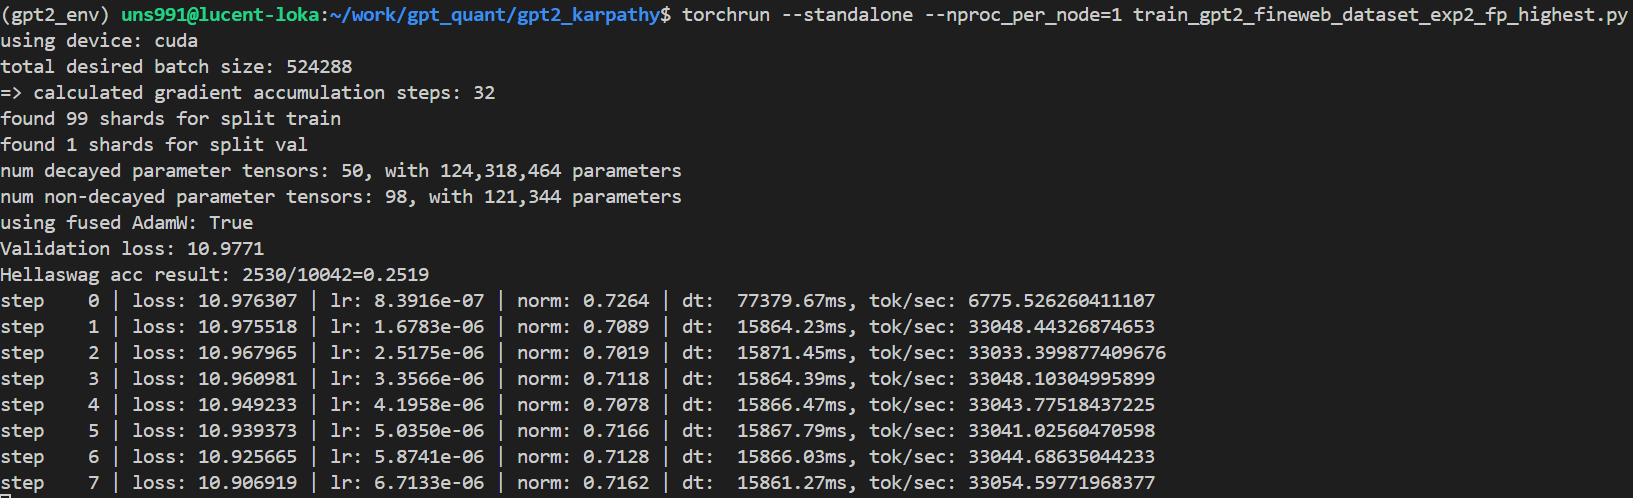 (gpt2_env) uns991@lucent-loka:~/work/gpt_quant/gpt2_karpathy$ torchrun --standalone --nproc_per_node=1 train_gpt2_fineweb_dataset_exp2_fp_highest.py
using device: cuda
total desired batch size: 524288
=> calculated gradient accumulation steps: 32
found 99 shards for split train
found 1 shards for split val
num decayed parameter tensors: 50, with 124,318,464 parameters
num non-decayed parameter tensors: 98, with 121,344 parameters
using fused AdamW: True
Validation loss: 10.9771
Hellaswag acc result: 2530/10042=0.2519
step    0 | loss: 10.976307 | lr: 8.3916e-07 | norm: 0.7264 | dt:  77379.67ms, tok/sec: 6775.526260411107
step    1 | loss: 10.975518 | lr: 1.6783e-06 | norm: 0.7089 | dt:  15864.23ms, tok/sec: 33048.44326874653
step    2 | loss: 10.967965 | lr: 2.5175e-06 | norm: 0.7019 | dt:  15871.45ms, tok/sec: 33033.399877409676
step    3 | loss: 10.960981 | lr: 3.3566e-06 | norm: 0.7118 | dt:  15864.39ms, tok/sec: 33048.10304995899
step    4 | loss: 10.949233 | lr: 4.1958e-06 | norm: 0.7078 | dt:  15866.47ms, tok/sec: 33043.77518437225
step    5 | loss: 10.939373 | lr: 5.0350e-06 | norm: 0.7166 | dt:  15867.79ms, tok/sec: 33041.02560470598
step    6 | loss: 10.925665 | lr: 5.8741e-06 | norm: 0.7128 | dt:  15866.03ms, tok/sec: 33044.68635044233
step    7 | loss: 10.906919 | lr: 6.7133e-06 | norm: 0.7162 | dt:  15861.27ms, tok/sec: 33054.59771968377